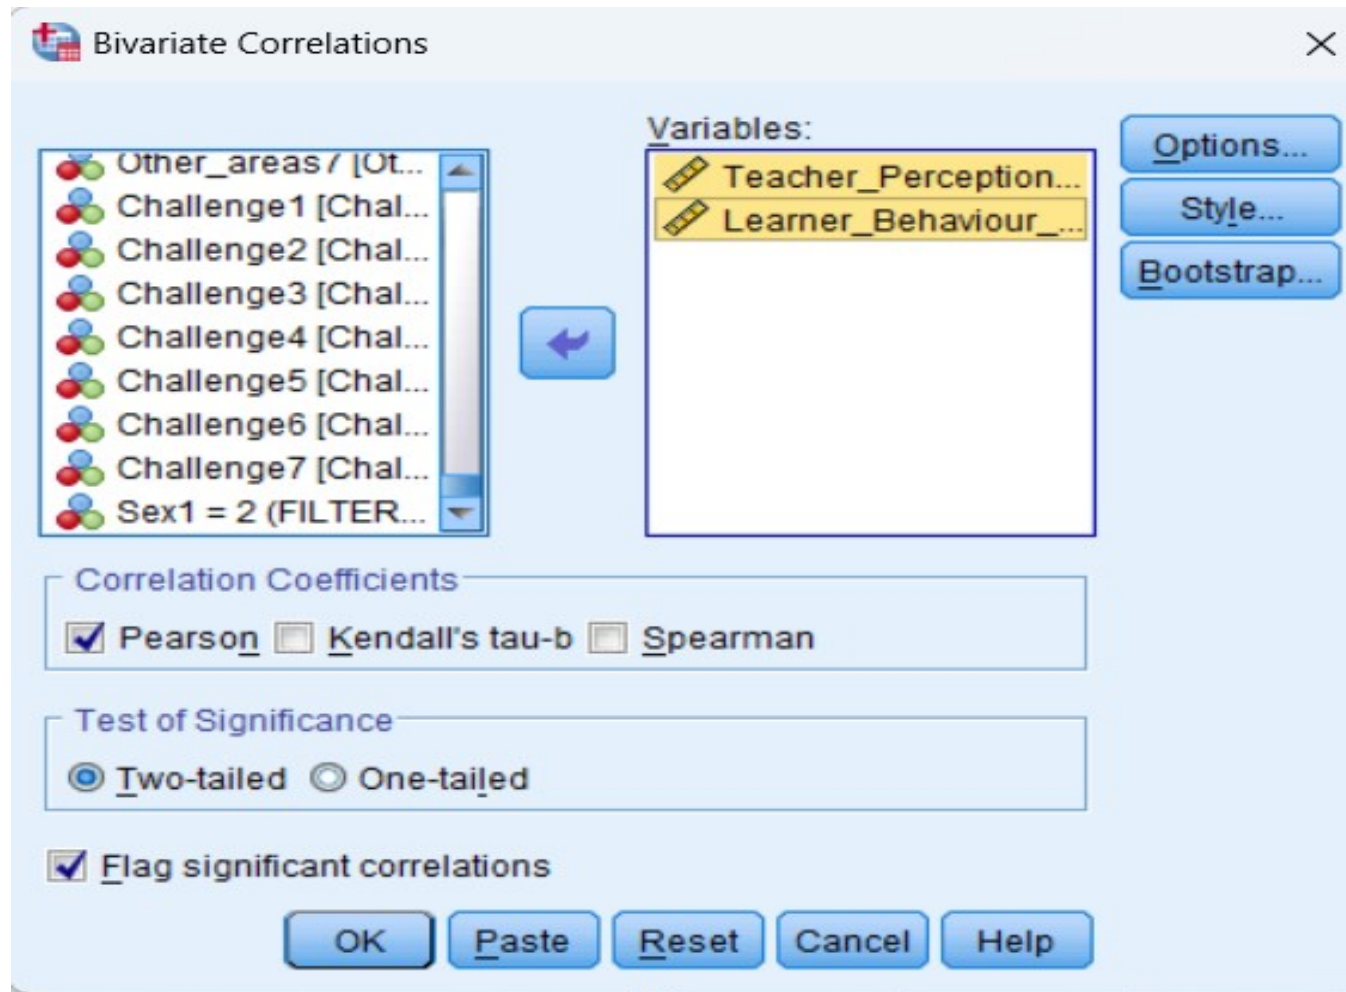 Bivariate Correlations
Other_areas7 [Ot...
Challenge1 [Chal...
Challenge2 [Chal...
Challenge3 [Chal...
Challenge4 [Chal...
Challenge5 [Chal...
Challenge6 [Chal...
Challenge7 [Chal...
Sex1 = 2 (FILTER...
Variables:
Teacher_Perception...
Learner_Behaviour_...
Options...
Style...
Bootstrap...
Correlation Coefficients
Pearson Kendall's tau-b Spearman
Test of Significance
Two-tailed One-tailed
Flag significant correlations
OK Paste Reset Cancel Help